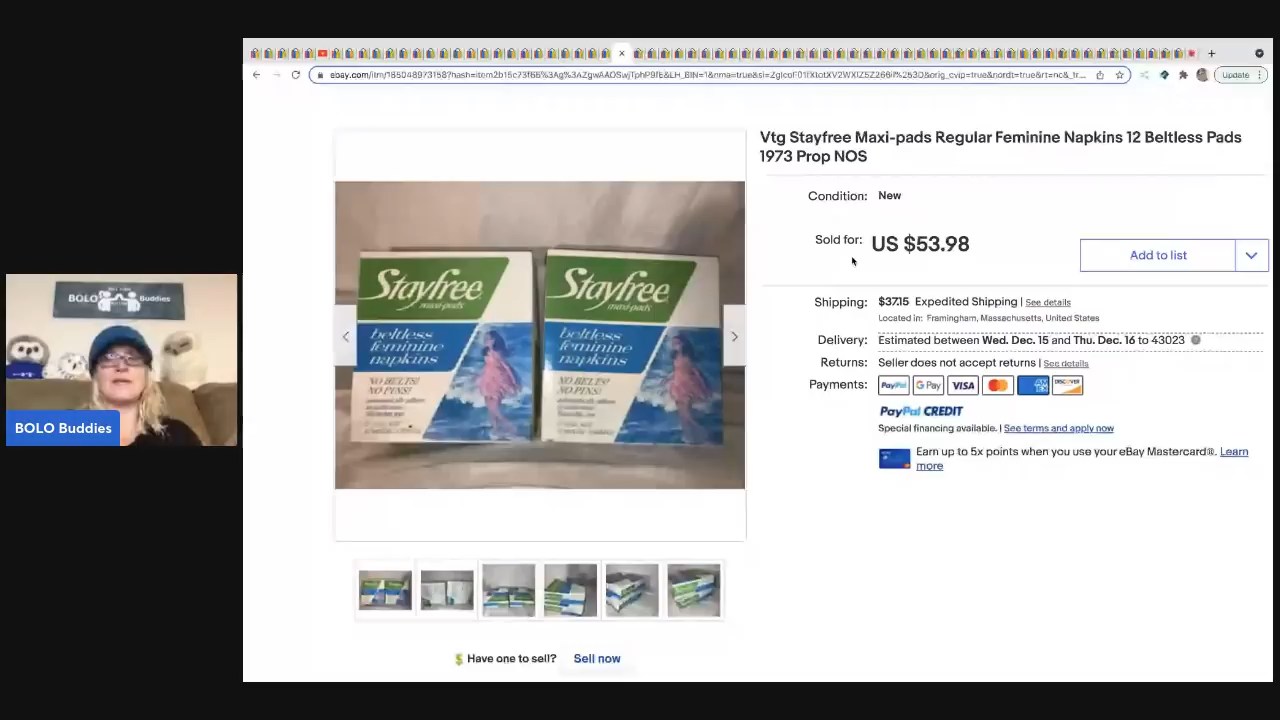 Update
Vtg Stayfree Maxi-pads Regular Feminine Napkins 12 Beltless Pads
1973 Prop NOS
Condition: New
Sold for: US $53.98
Add to list
Shipping: $37.15 Expedited Shipping | See details
Located in: Framingham, Massachusetts, United States
Delivery: Estimated between Wed. Dec. 15 and Thu. Dec. 16 to 43023
Returns: Seller does not accept returns | See details
Payments: PayPal G Pay VISA DISCOVER
PayPal CREDIT
Special financing available. | See terms and apply now
Earn up to 5x points when you use your eBay Mastercard®. Learn
more
Stayfree
maxi-pads
beltless
feminine
napkins
NO BELTS!
NO PINS!
Stayfree
maxi-pads
beltless
feminine
napkins
NO BELTS!
NO PINS!
Have one to sell? Sell now
BOLO Buddies
BOLO Buddies